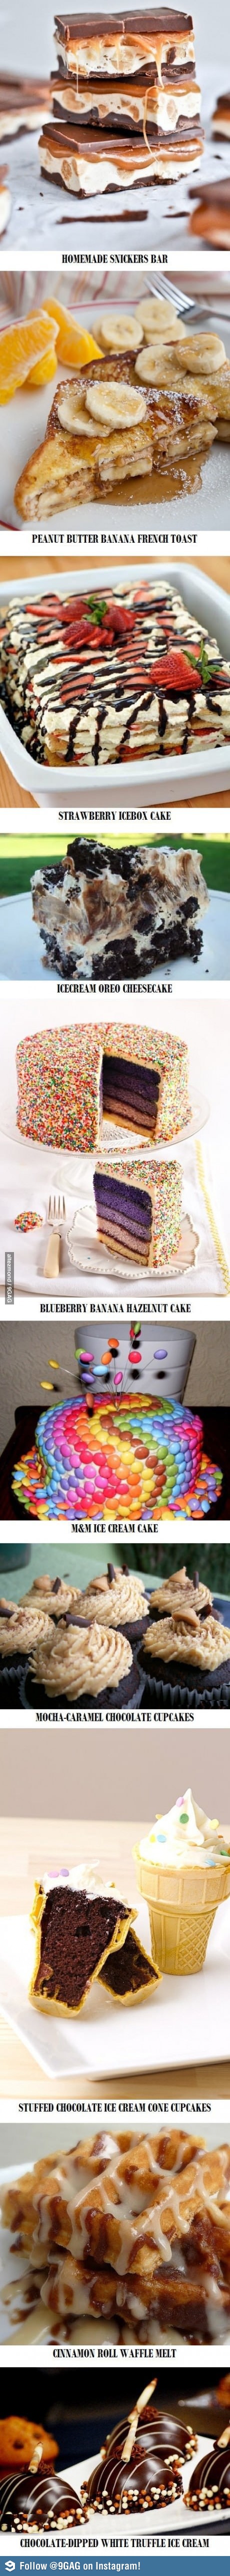 HOMEMADE SNICKERS BAR
PEANUT BUTTER BANANA FRENCH TOAST
STRAWBERRY ICEBOX CAKE
ICECREAM OREO CHEESECAKE
BLUEBERRY BANANA HAZELNUT CAKE
M&M ICE CREAM CAKE
MOCHA-CARAMEL CHOCOLATE CUPCAKES
STUFFED CHOCOLATE ICE CREAM CONE CUPCAKES
CINNAMON ROLL WAFFLE MELT
CHOCOLATE-DIPPED WHITE TRUFFLE ICE CREAM
Follow @9GAG on Instagram!